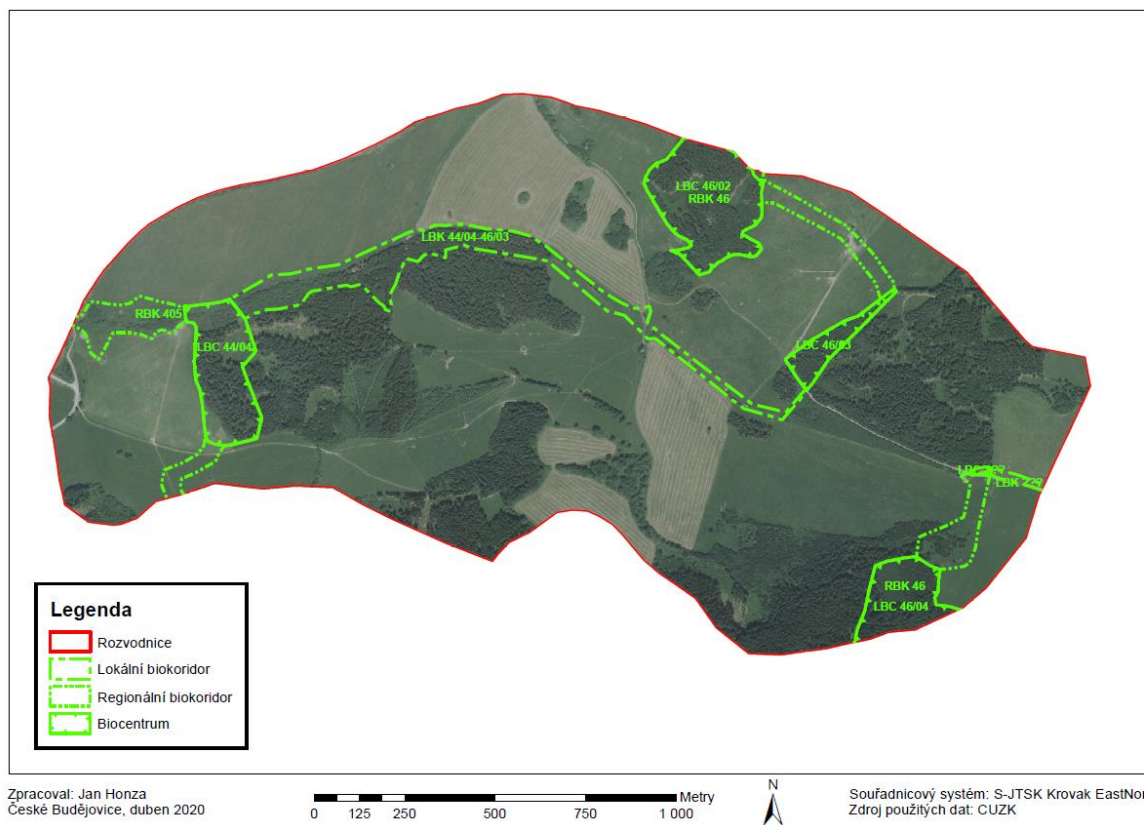 LBC 46/02
RBK 46
LBK 44/04-46/03
RBK 405
LBC 44/04
LBC 46/03
LBC ???
LBK ???
RBK 46
LBC 46/04
Legenda
Rozvodnice
Lokální biokoridor
Regionální biokoridor
Biocentrum
Zpracoval: Jan Honza
České Budějovice, duben 2020
Metry
0 125 250 500 750 1 000
N
Souřadnicový systém: S-JTSK Krovak EastNor
Zdroj použitých dat: CUZK